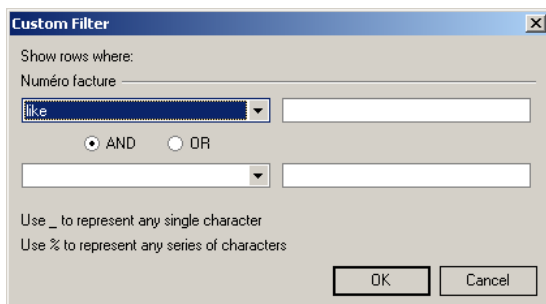 Custom Filter
Show rows where:
Numéro facture
like
AND OR
Use _ to represent any single character
Use % to represent any series of characters
OK Cancel